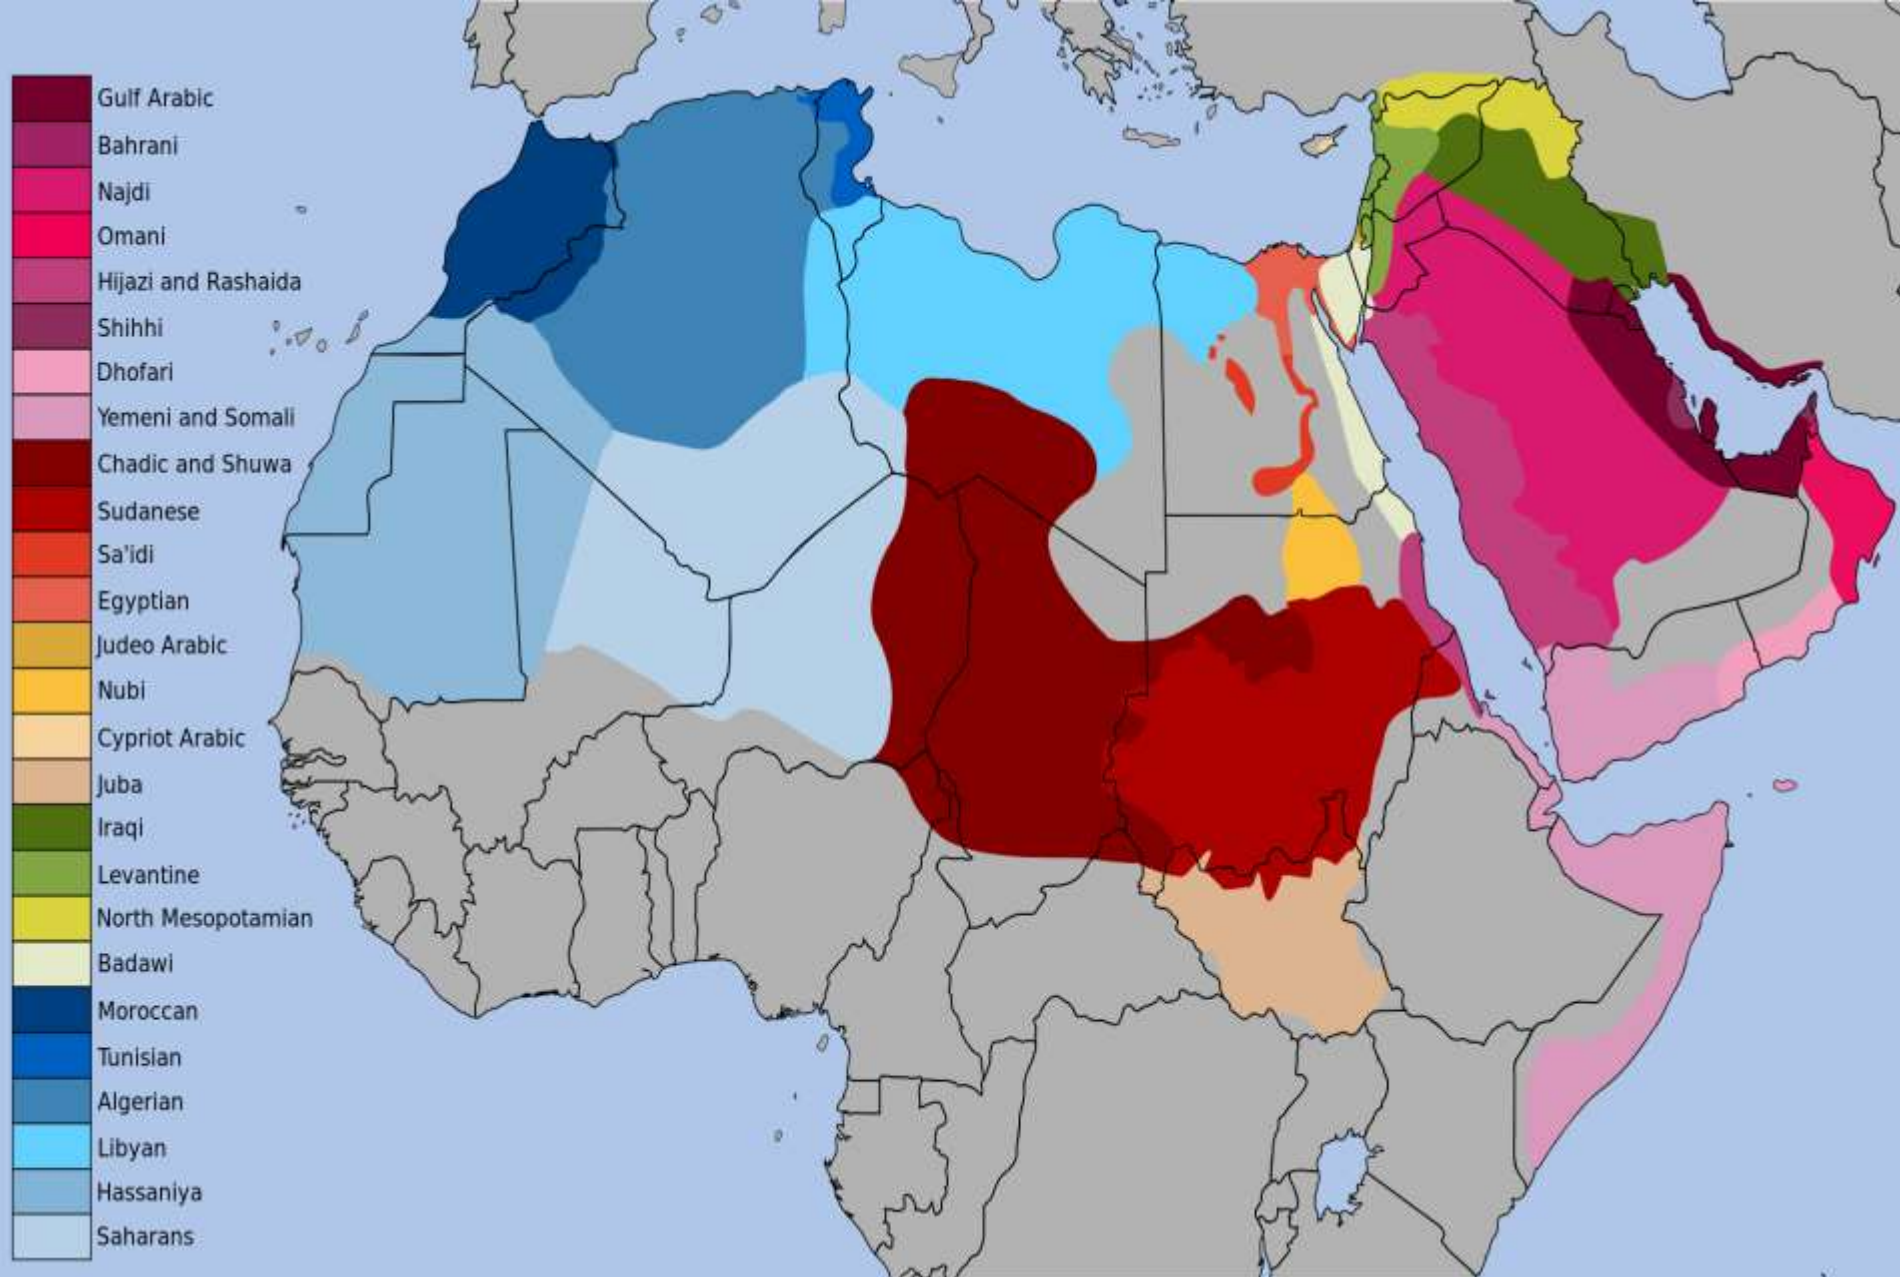 Gulf Arabic
Bahrani
Najdi
Omani
Hijazi and Rashaida
Shihhi
Dhofari
Yemeni and Somali
Chadic and Shuwa
Sudanese
Sa'idi
Egyptian
Judeo Arabic
Nubi
Cypriot Arabic
Juba
Iraqi
Levantine
North Mesopotamian
Badawi
Moroccan
Tunisian
Algerian
Libyan
Hassaniya
Saharans